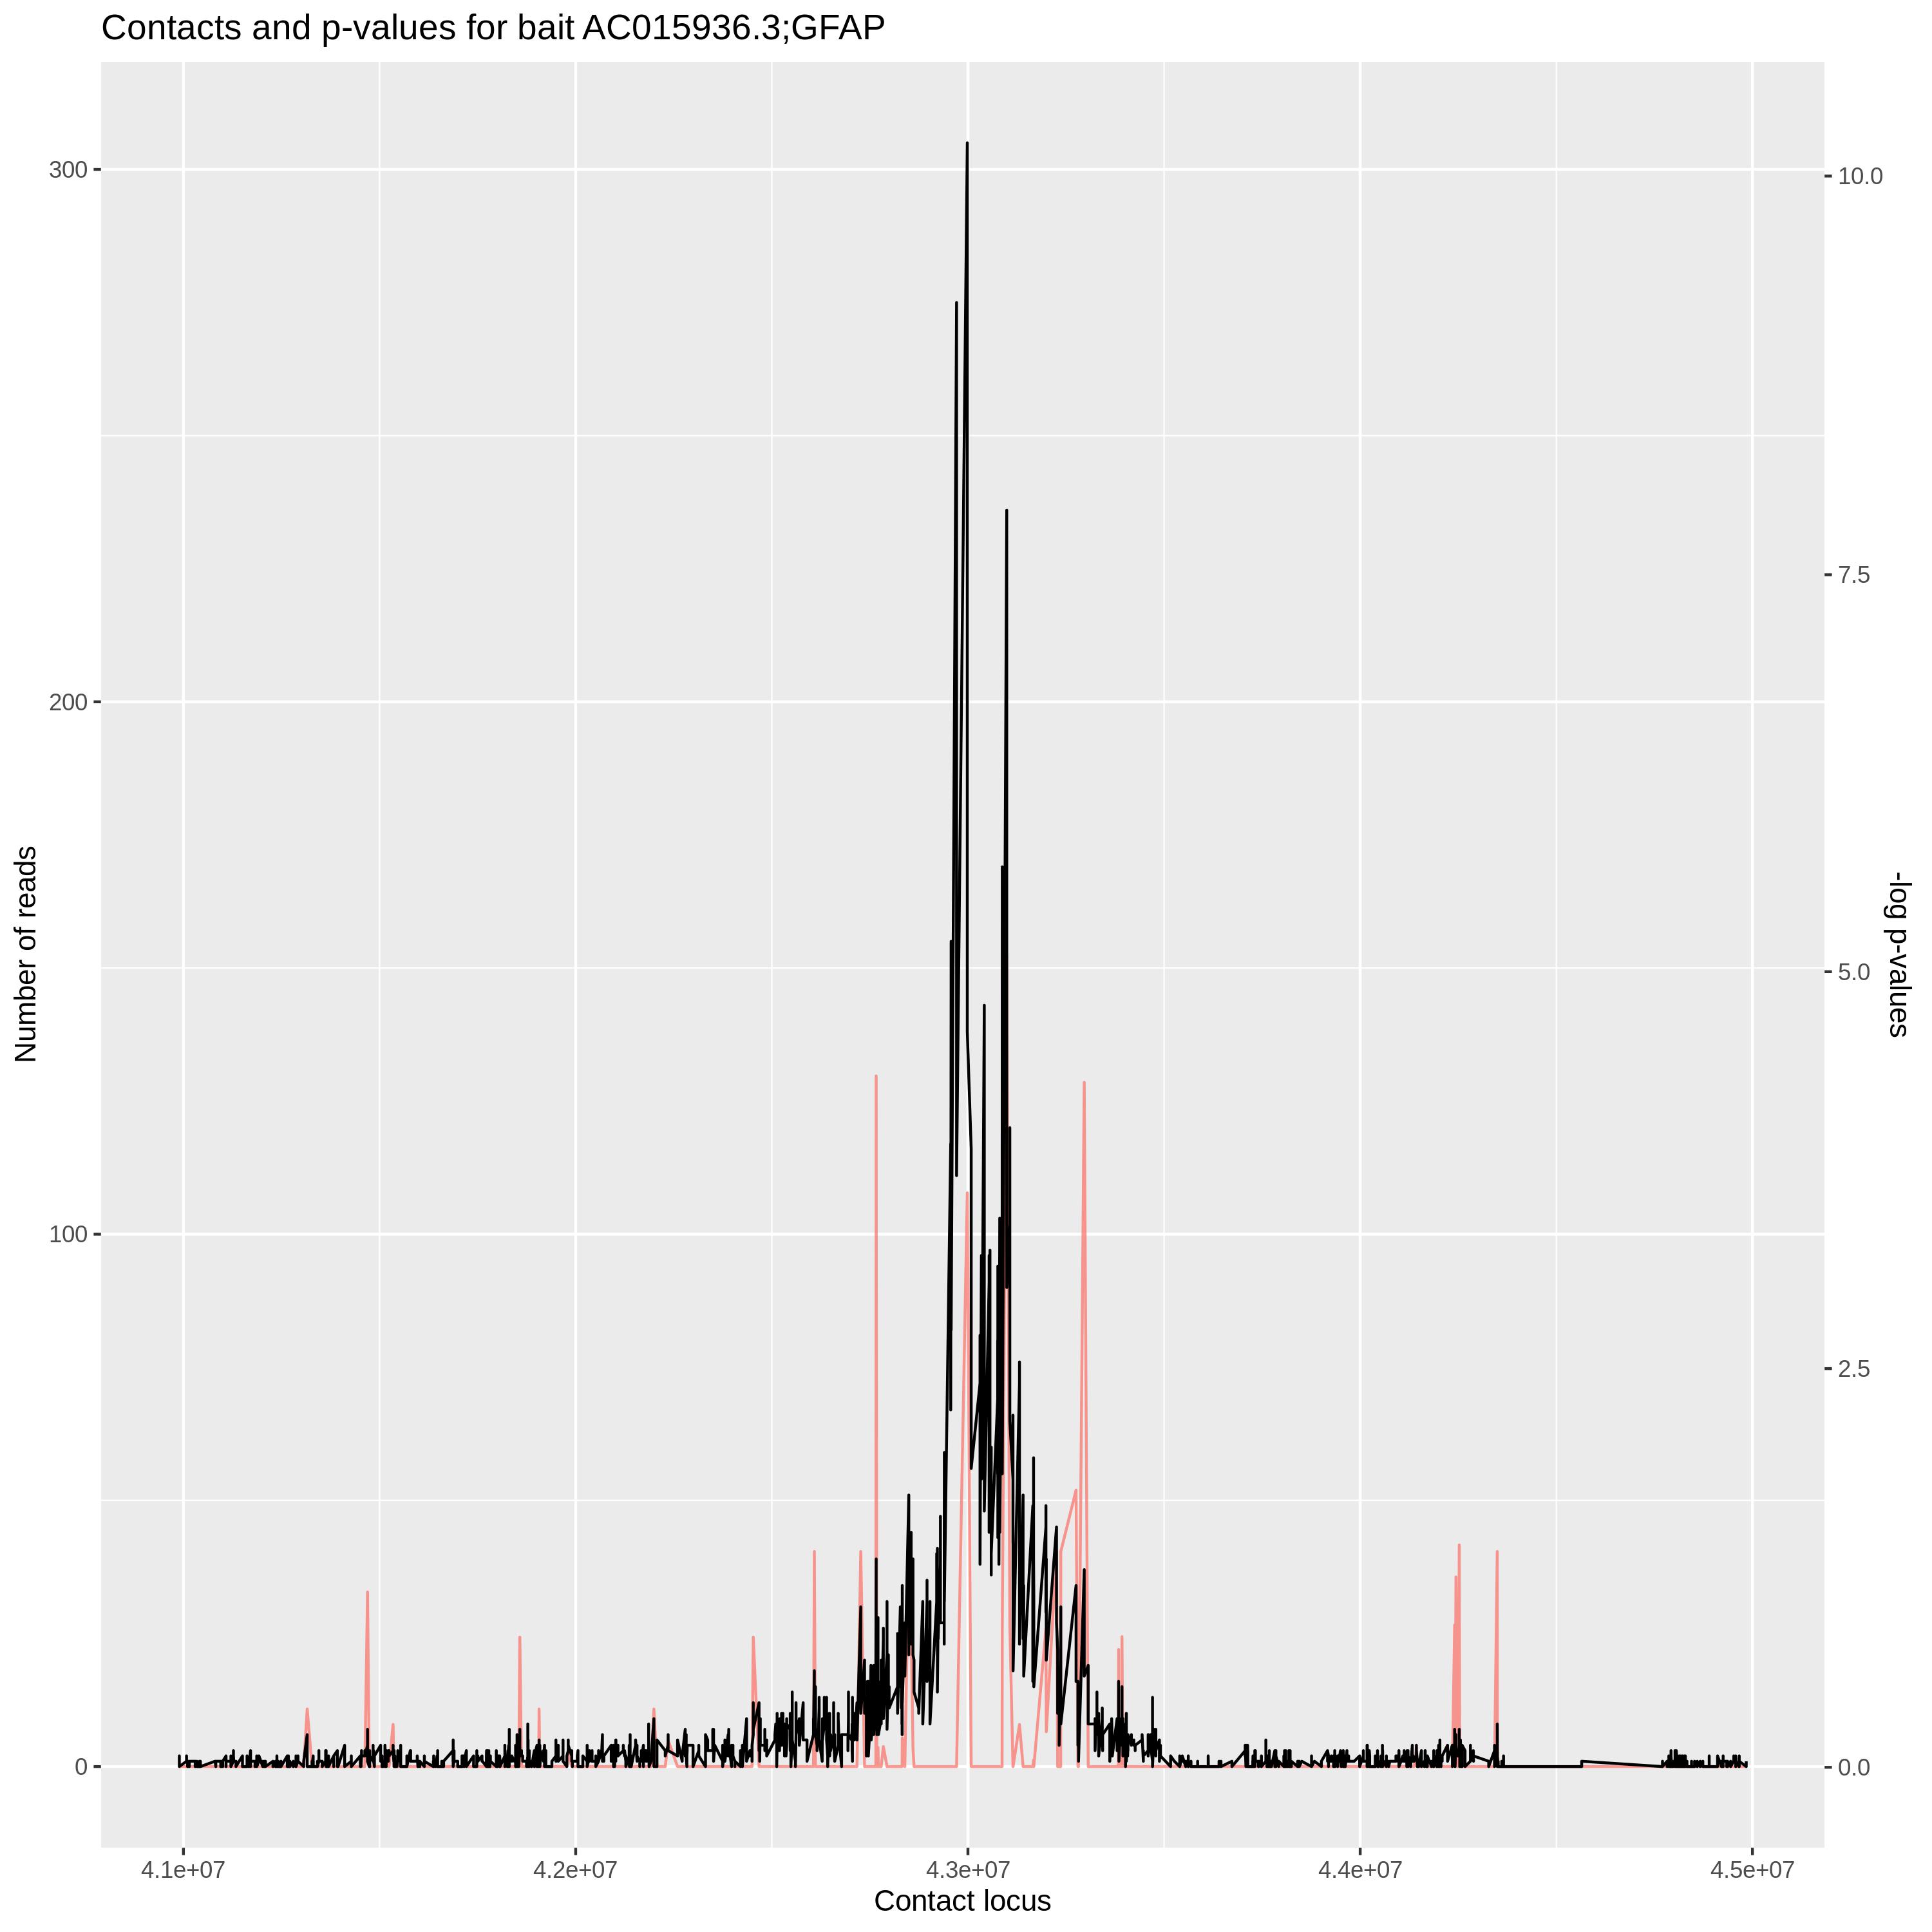 Contacts and p-values for bait AC015936.3;GFAP
300
200
100
0
Number of reads
10.0
7.5
5.0
2.5
0.0
-log p-values
4.1e+07
4.2e+07
4.3e+07
4.4e+07
4.5e+07
Contact locus